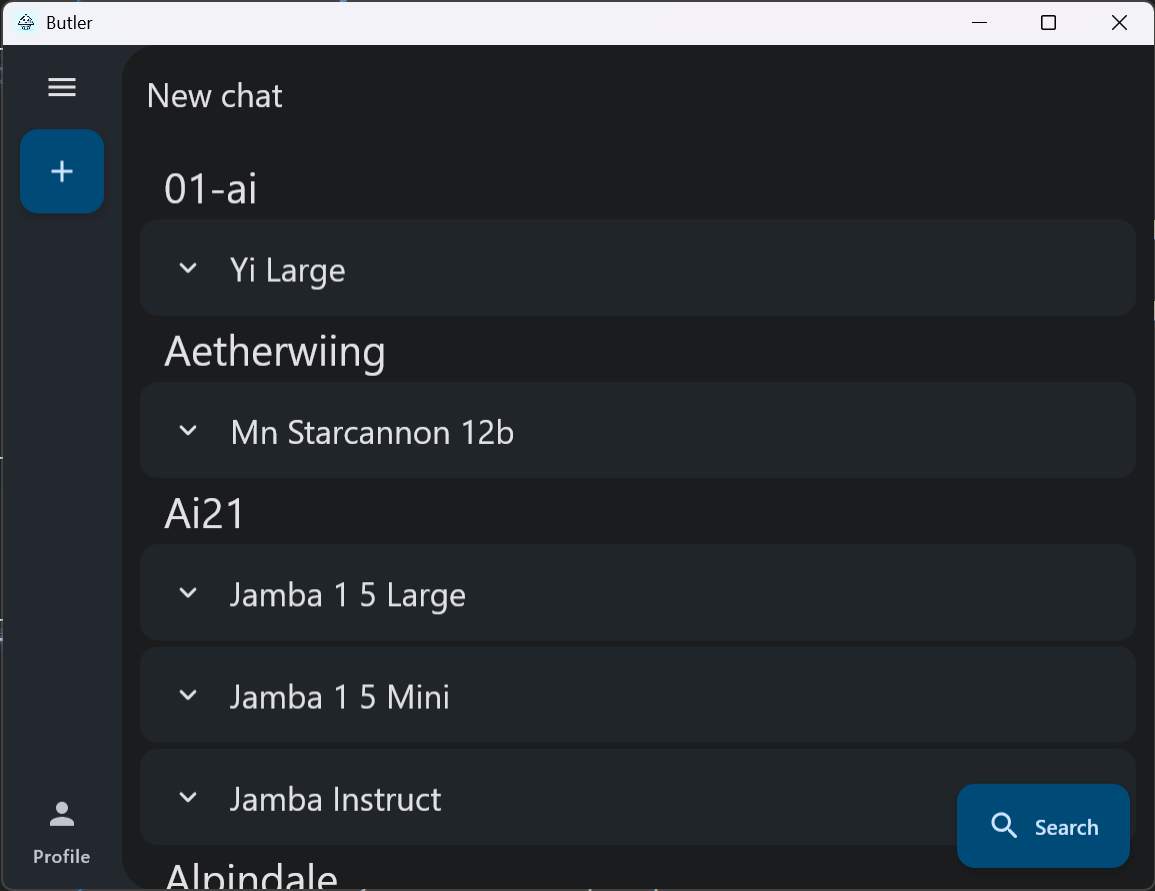 Butler
New chat
01-ai
Yi Large
Aetherwiing
Mn Starcannon 12b
Ai21
Jamba 1 5 Large
Jamba 1 5 Mini
Jamba Instruct
Search
Profile
Alpindale